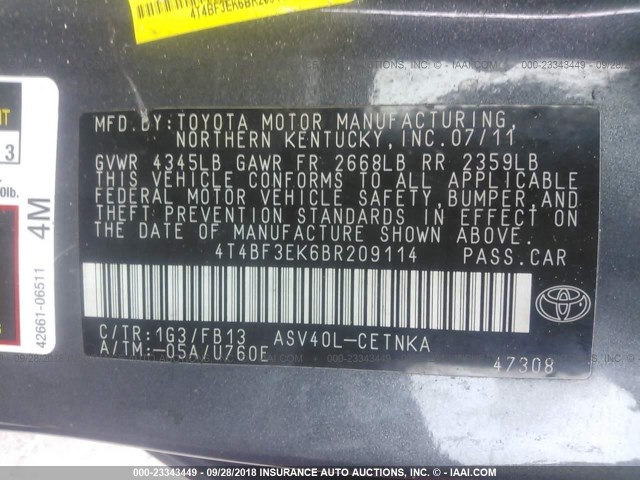 4T4BF3EK6BR209114
MFD.BY:TOYOTA MOTOR MANUFACTURING,
NORTHERN KENTUCKY, INC. 07/11
GVWR 4345LB GAWR FR 2668LB RR 2359LB
THIS VEHICLE CONFORMS TO ALL APPLICABLE
FEDERAL MOTOR VEHICLE SAFETY, BUMPER, AND
THEFT PREVENTION STANDARDS IN EFFECT ON
THE DATE OF MANUFACTURE SHOWN ABOVE.
4T4BF3EK6BR209114 PASS.CAR
C/TR:1G3/FB13 ASV40L-CETNKA
A/TM:-05A/U760E
47308
TOYOTA
4M
42661-06511
3
000-23343449 - 09/28/2018 INSURANCE AUTO AUCTIONS, INC. - IAAI.COM